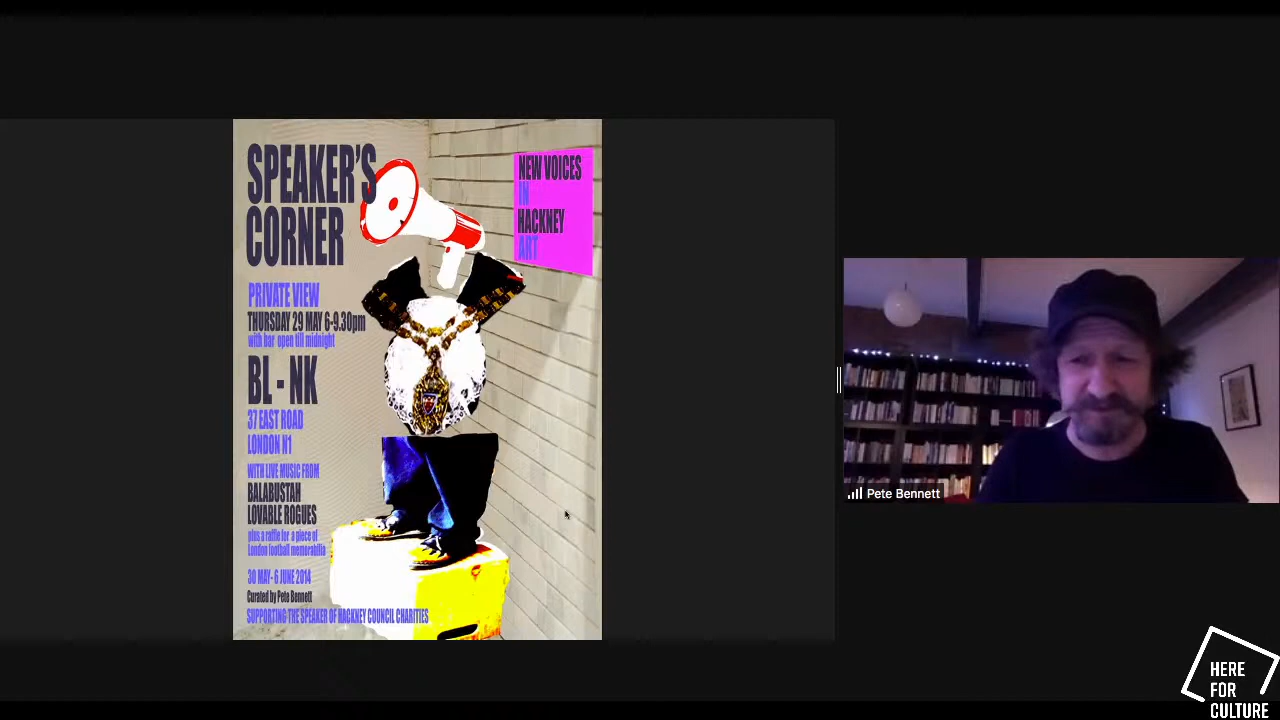 SPEAKER'S
CORNER
NEW VOICES
IN
HACKNEY
ART
PRIVATE VIEW
THURSDAY 29 MAY 6-9.30pm
with bar open till midnight
BL - NK
37 EAST ROAD
LONDON N1
WITH LIVE MUSIC FROM
BALABUSTAH
LOVABLE ROGUES
plus a raffle for a piece of
London football memorabilia
30 MAY- 6 JUNE 2014
Curated by Pete Bennett
SUPPORTING THE SPEAKER OF HACKNEY COUNCIL CHARITIES
Pete Bennett
HERE
FOR
CULTURE